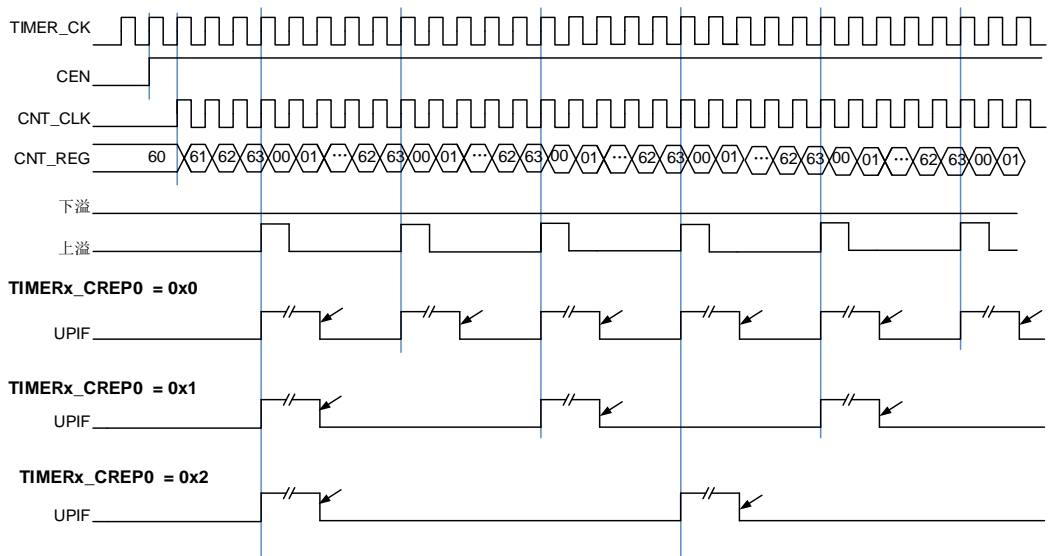 TIMER_CK
CEN
CNT_CLK
CNT_REG 60 61 62 63 00 01 ... 62 63 00 01 ... 62 63 00 01 ... 62 63 00 01 ... 62 63 00 01 ... 62 63 00 01
下溢
上溢
TIMERx_CREP0 = 0x0
UPIF
TIMERx_CREP0 = 0x1
UPIF
TIMERx_CREP0 = 0x2
UPIF